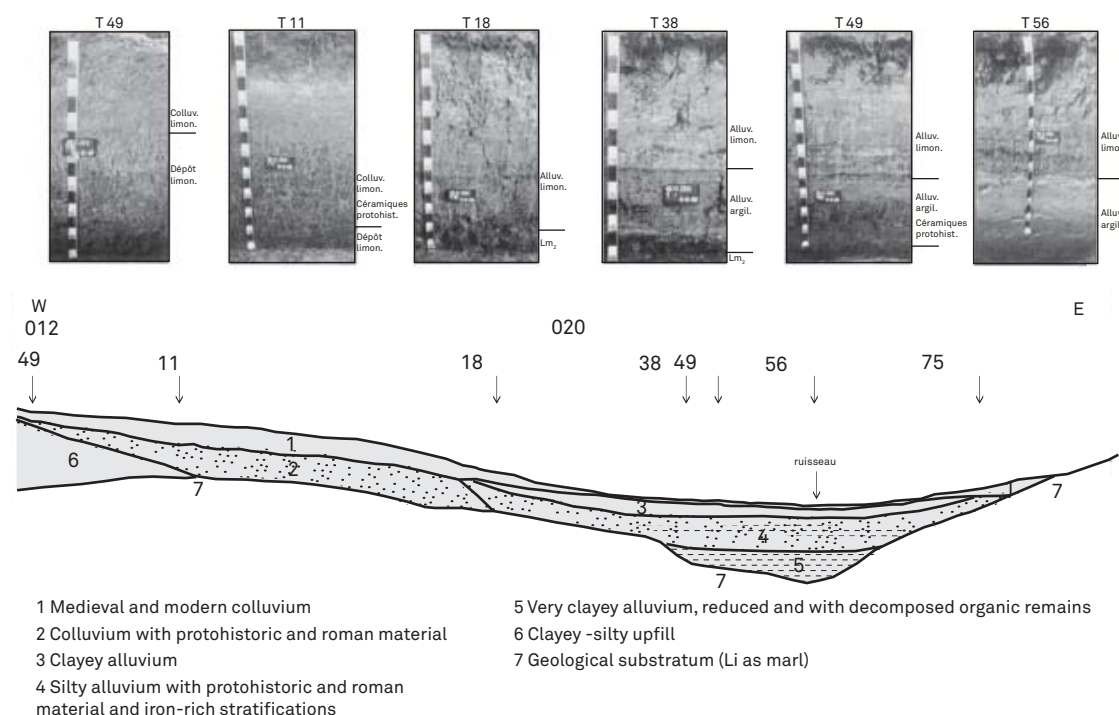 T 49
T 11
T 18
T 38
T 49
T 56
Colluv.
limon.
Dépôt
limon.
Colluv.
limon.
Céramiques
protohist.
Dépôt
limon.
Alluv.
limon.
Lm2
Alluv.
limon.
Alluv.
argil.
Lm2
Alluv.
limon.
Alluv.
argil.
Céramiques
protohist.
Alluv.
limo
Alluv.
argil
W
E
012
020
49
11
18
38
49
56
75
ruisseau
1
2
3
4
5
6
7
7
7
1 Medieval and modern colluvium
2 Colluvium with protohistoric and roman material
3 Clayey alluvium
4 Silty alluvium with protohistoric and roman
material and iron-rich stratifications
5 Very clayey alluvium, reduced and with decomposed organic remains
6 Clayey -silty upfill
7 Geological substratum (Li as marl)